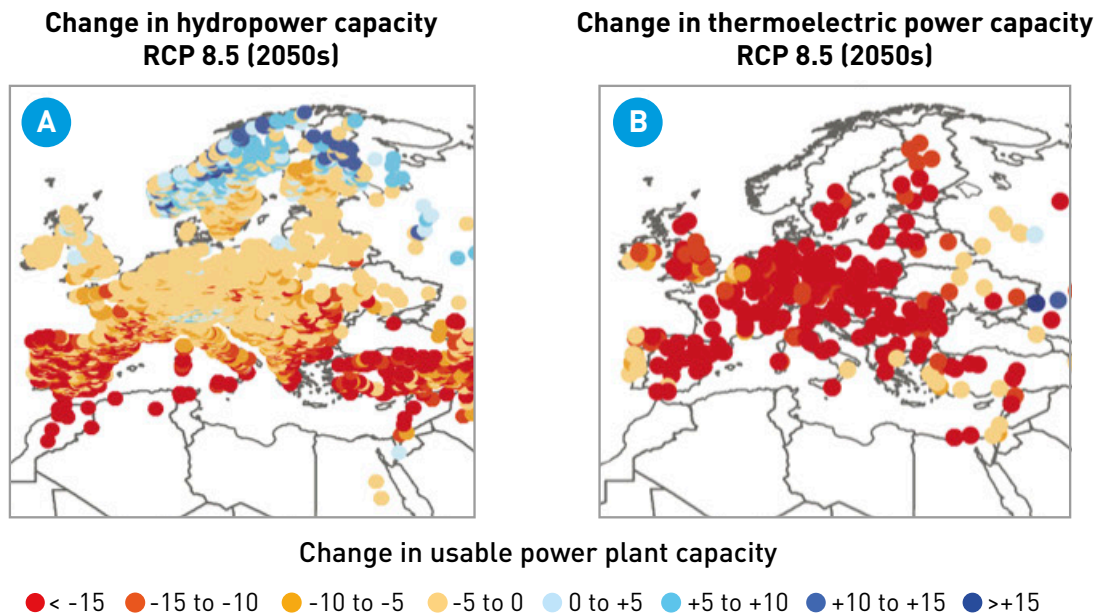 Change in hydropower capacity
RCP 8.5 (2050s)
Change in thermoelectric power capacity
RCP 8.5 (2050s)
A
B
Change in usable power plant capacity
< -15 -15 to -10 -10 to -5 -5 to 0 0 to +5 +5 to +10 +10 to +15 >+15